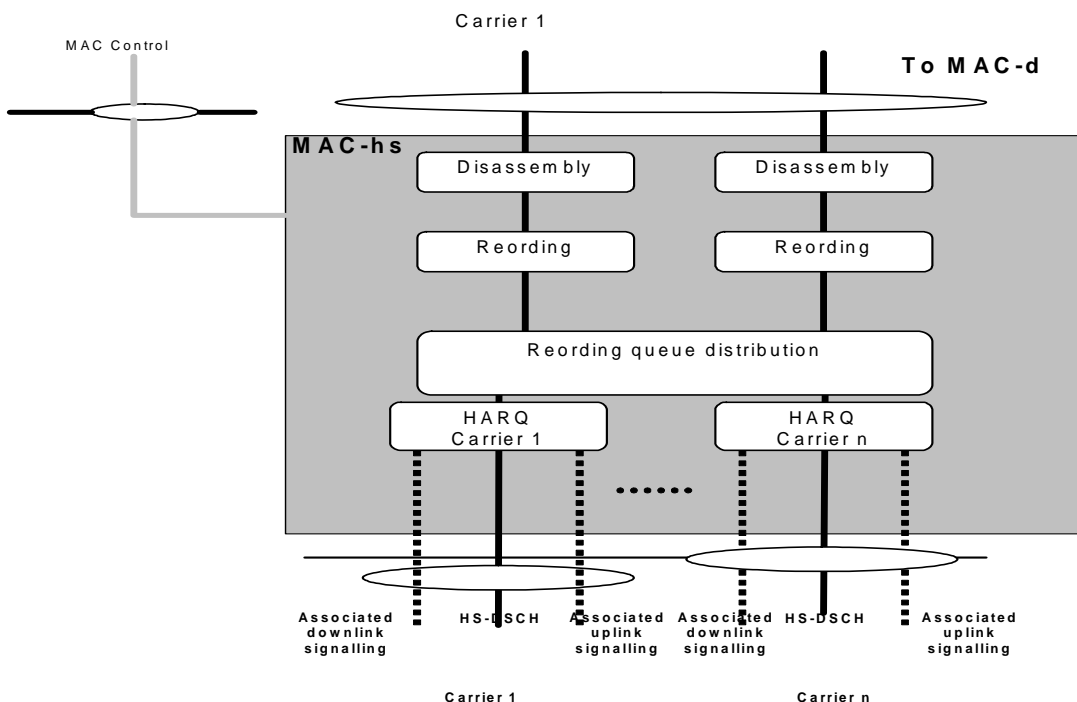 Carrier 1
MAC Control
To MAC-d
MAC-hs
Disassembly
Disassembly
Reording
Reording
Reording queue distribution
HARQ
Carrier 1
HARQ
Carrier n
Associated
downlink
signalling
HS-DSCH
Associated
uplink
signalling
Associated
downlink
signalling
HS-DSCH
Associated
uplink
signalling
Carrier 1
Carrier n